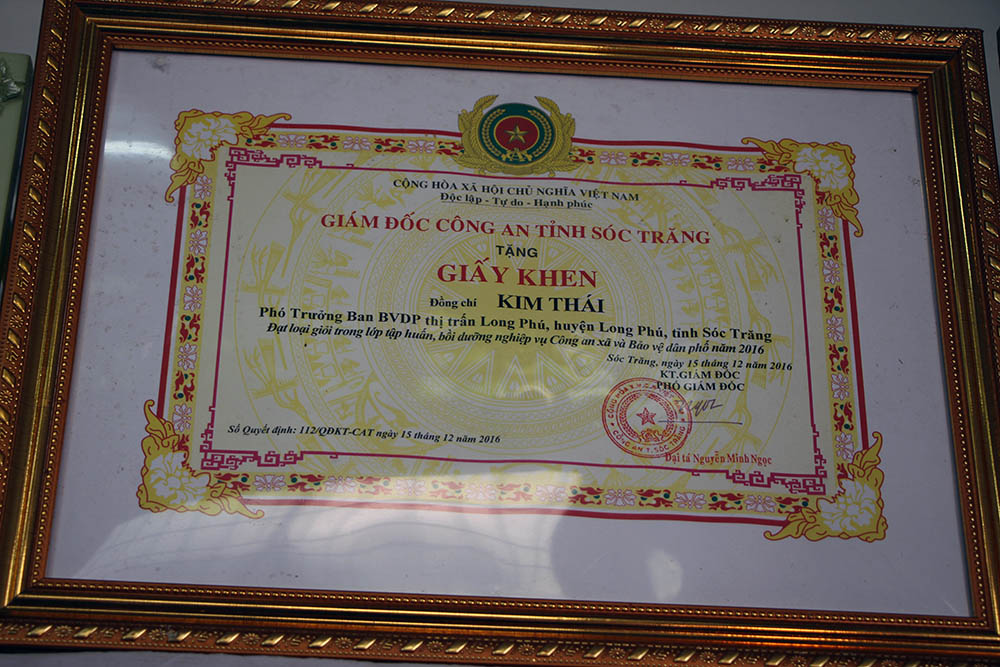 CỘNG HÒA XÃ HỘI CHỦ NGHĨA VIỆT NAM
Độc lập - Tự do - Hạnh phúc
GIÁM ĐỐC CÔNG AN TỈNH SÓC TRĂNG
TẶNG
GIẤY KHEN
Đồng chí KIM THÁI
Phó Trưởng Ban BVDP thị trấn Long Phú, huyện Long Phú, tỉnh Sóc Trăng
Đạt loại giỏi trong lớp tập huấn, bồi dưỡng nghiệp vụ Công an xã và Bảo vệ dân phố năm 2016
Sóc Trăng, ngày 15 tháng 12 năm 2016
KT.GIÁM ĐỐC
PHÓ GIÁM ĐỐC
CÔNG AN T.SÓC TRĂNG
Số Quyết định: 112/QĐKT-CAT ngày 15 tháng 12 năm 2016
Đại tá Nguyễn Minh Ngọc